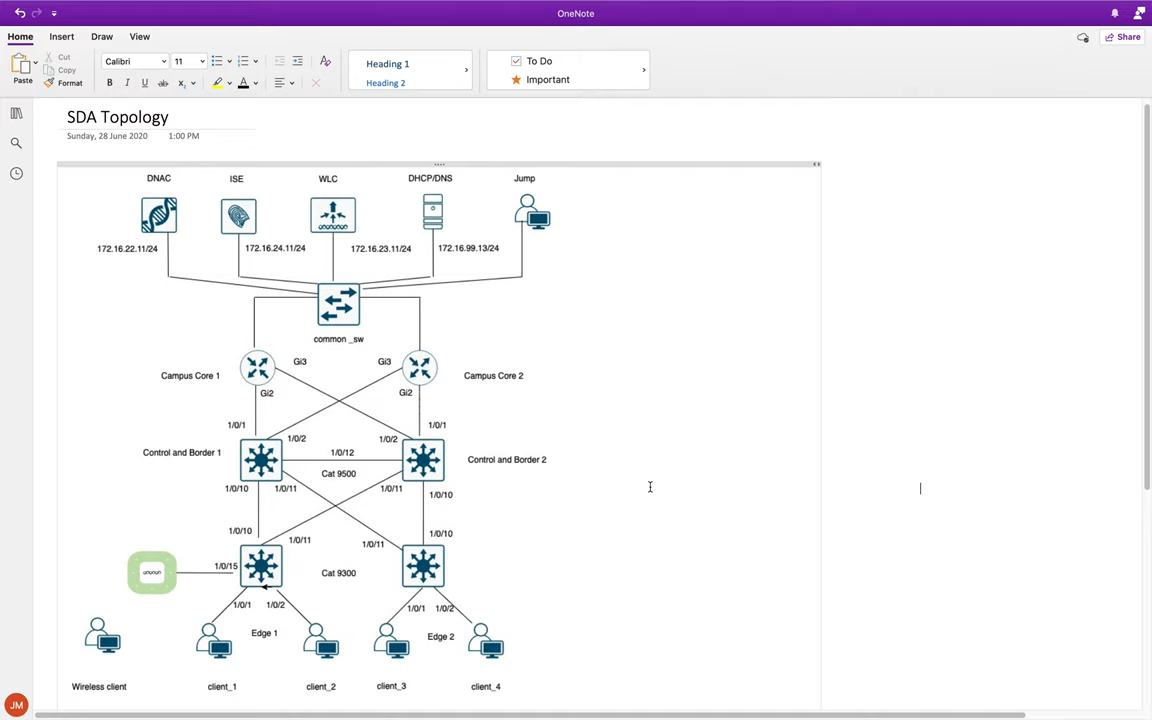 OneNote
Home Insert Draw View
Share
Paste
Cut
Copy
Format
Calibri 11
B I U ab X₂ A
Heading 1
Heading 2
To Do
Important
SDA Topology
Sunday, 28 June 2020 1:00 PM
DNAC ISE WLC DHCP/DNS Jump
172.16.22.11/24 172.16.24.11/24 172.16.23.11/24 172.16.99.13/24
common _sw
Gi3 Gi3
Campus Core 1 Campus Core 2
Gi2 Gi2
1/0/1 1/0/1
1/0/2 1/0/2
Control and Border 1 1/0/12 Control and Border 2
Cat 9500
1/0/10 1/0/11 1/0/11 1/0/10
1/0/10 1/0/10
1/0/11 1/0/11
1/0/15 Cat 9300
1/0/1 1/0/2 1/0/1 1/0/2
Edge 1 Edge 2
Wireless client client_1 client_2 client_3 client_4
JM